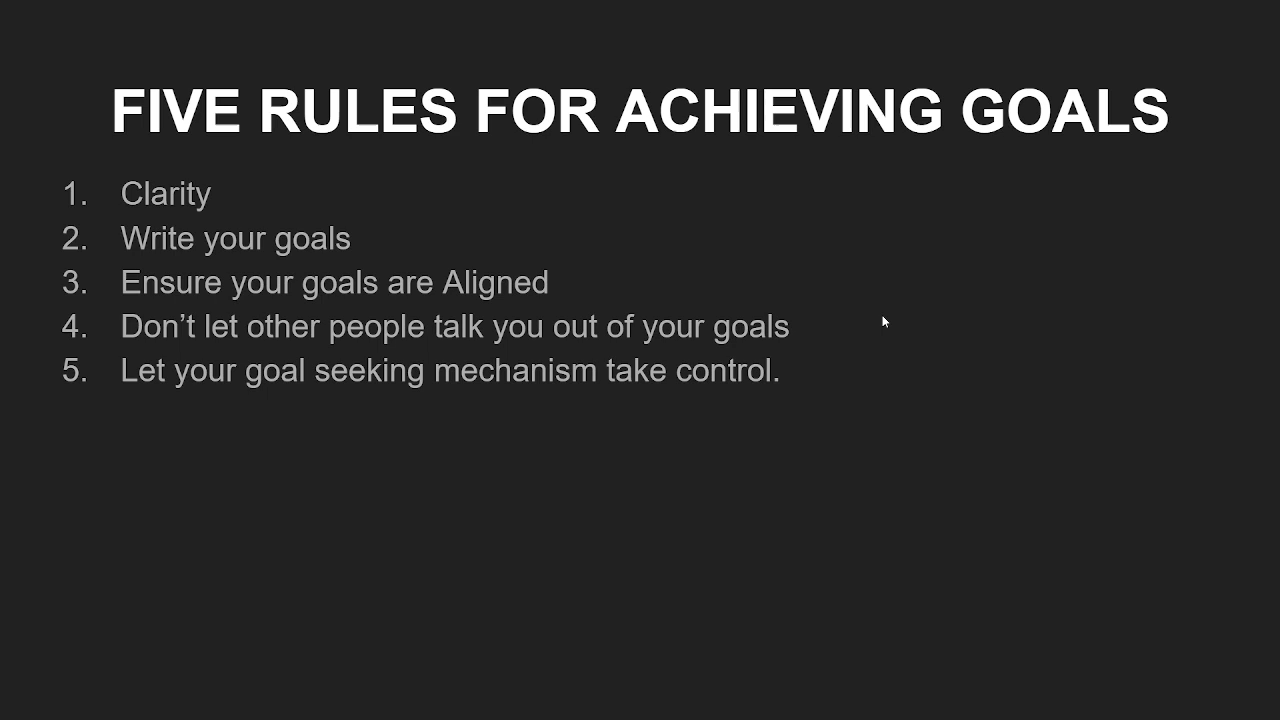 FIVE RULES FOR ACHIEVING GOALS
1. Clarity
2. Write your goals
3. Ensure your goals are Aligned
4. Don’t let other people talk you out of your goals
5. Let your goal seeking mechanism take control.